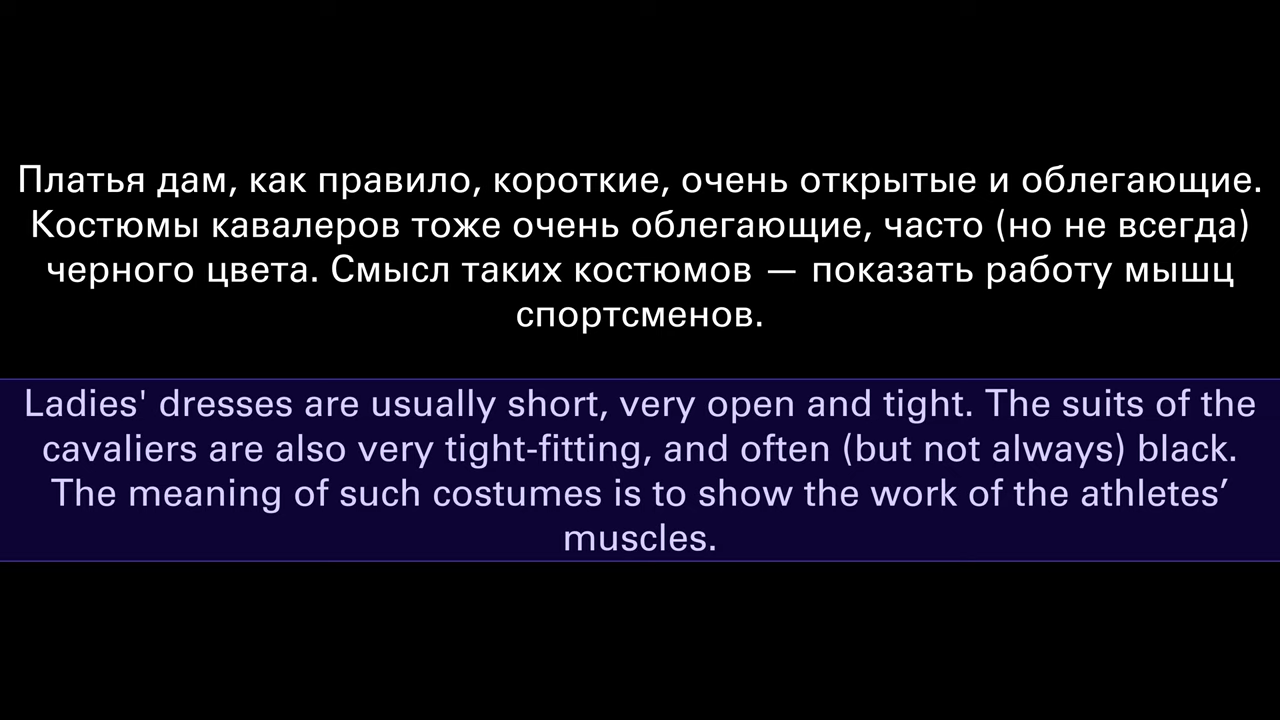 Платья дам, как правило, короткие, очень открытые и облегающие.
Костюмы кавалеров тоже очень облегающие, часто (но не всегда)
черного цвета. Смысл таких костюмов — показать работу мышц
спортсменов.
Ladies' dresses are usually short, very open and tight. The suits of the
cavaliers are also very tight-fitting, and often (but not always) black.
The meaning of such costumes is to show the work of the athletes’
muscles.